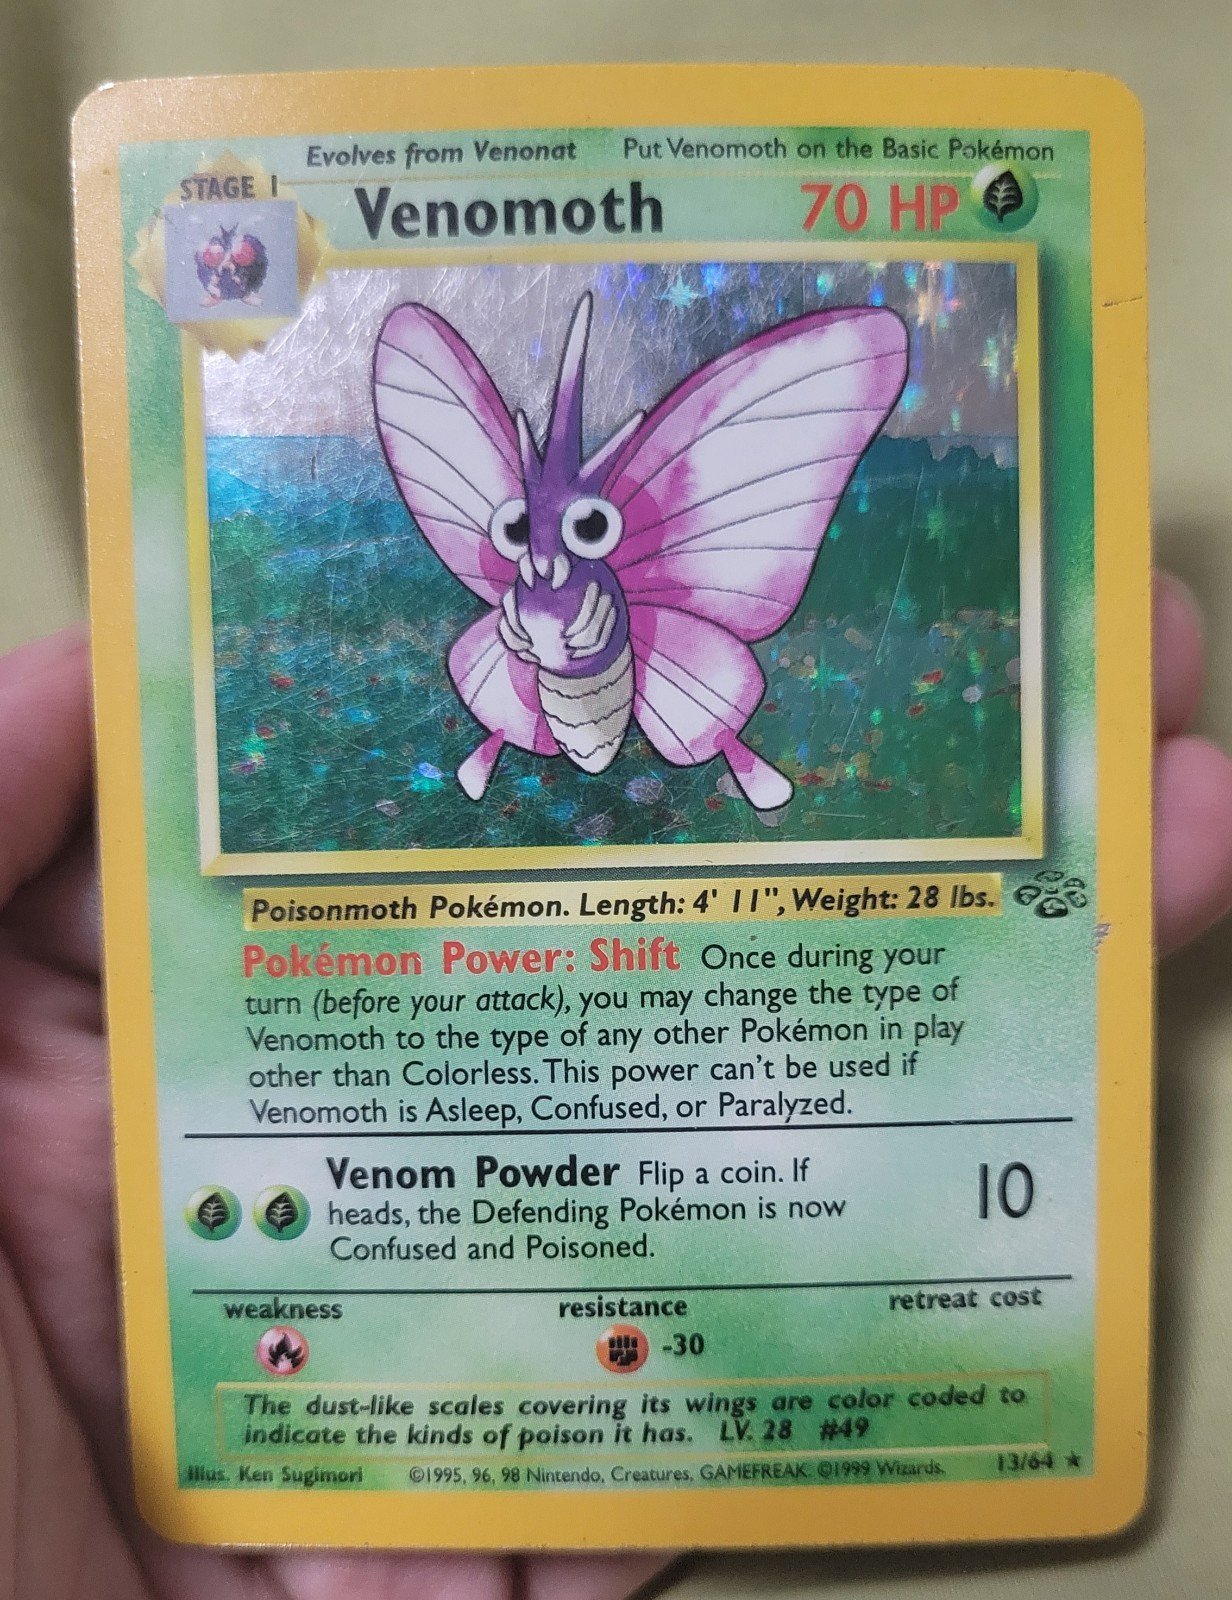 Evolves from Venonat Put Venomoth on the Basic Pokémon
STAGE 1
Venomoth 70 HP
Poisonmoth Pokémon. Length: 4' 11", Weight: 28 lbs.
Pokémon Power: Shift Once during your
turn (before your attack), you may change the type of
Venomoth to the type of any other Pokémon in play
other than Colorless. This power can't be used if
Venomoth is Asleep, Confused, or Paralyzed.
Venom Powder Flip a coin. If
heads, the Defending Pokémon is now
Confused and Poisoned.
10
weakness resistance retreat cost
-30
The dust-like scales covering its wings are color coded to
indicate the kinds of poison it has. LV. 28 #49
Illus. Ken Sugimori ©1995, 96, 98 Nintendo, Creatures, GAMEFREAK. ©1999 Wizards. 13/64 ★